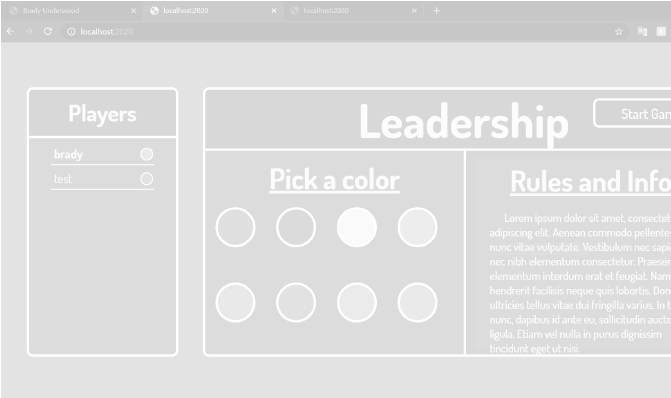 Brady Underwood
localhost:2020
localhost:2020
localhost:2020
Players
brady
test
Leadership
Start Gam
Pick a color
Rules and Info
Lorem ipsum dolor sit amet, consectet
adipiscing elit. Aenean commodo pellentes
nunc vitae vulputate. Vestibulum nec sapi
nec nibh elementum consectetur. Praesen
elementum interdum erat et feugiat. Nam
hendrerit facilisis neque quis lobortis. Don
ultricies tellus vitae dui fringilla varius. In t
nunc, dapibus id ante eu, sollicitudin aucto
ligula. Etiam vel nulla in purus dignissim
tincidunt eget ut nisi.